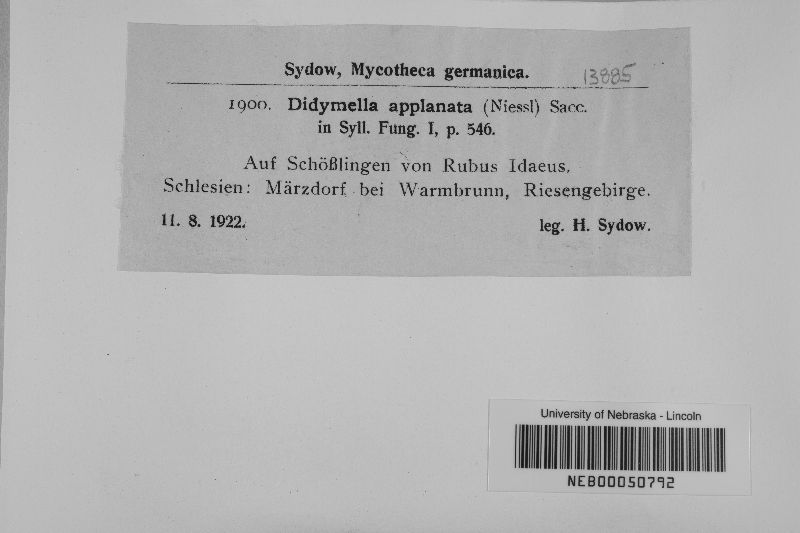 Sydow, Mycotheca germanica. 13885
1900. Didymella applanata (Niessl) Sacc.
in Syll. Fung. I, p. 546.
Auf Schößlingen von Rubus Idaeus.
Schlesien: Märzdorf bei Warmbrunn, Riesengebirge.
11. 8. 1922. leg. H. Sydow.
University of Nebraska - Lincoln
NEB00050792